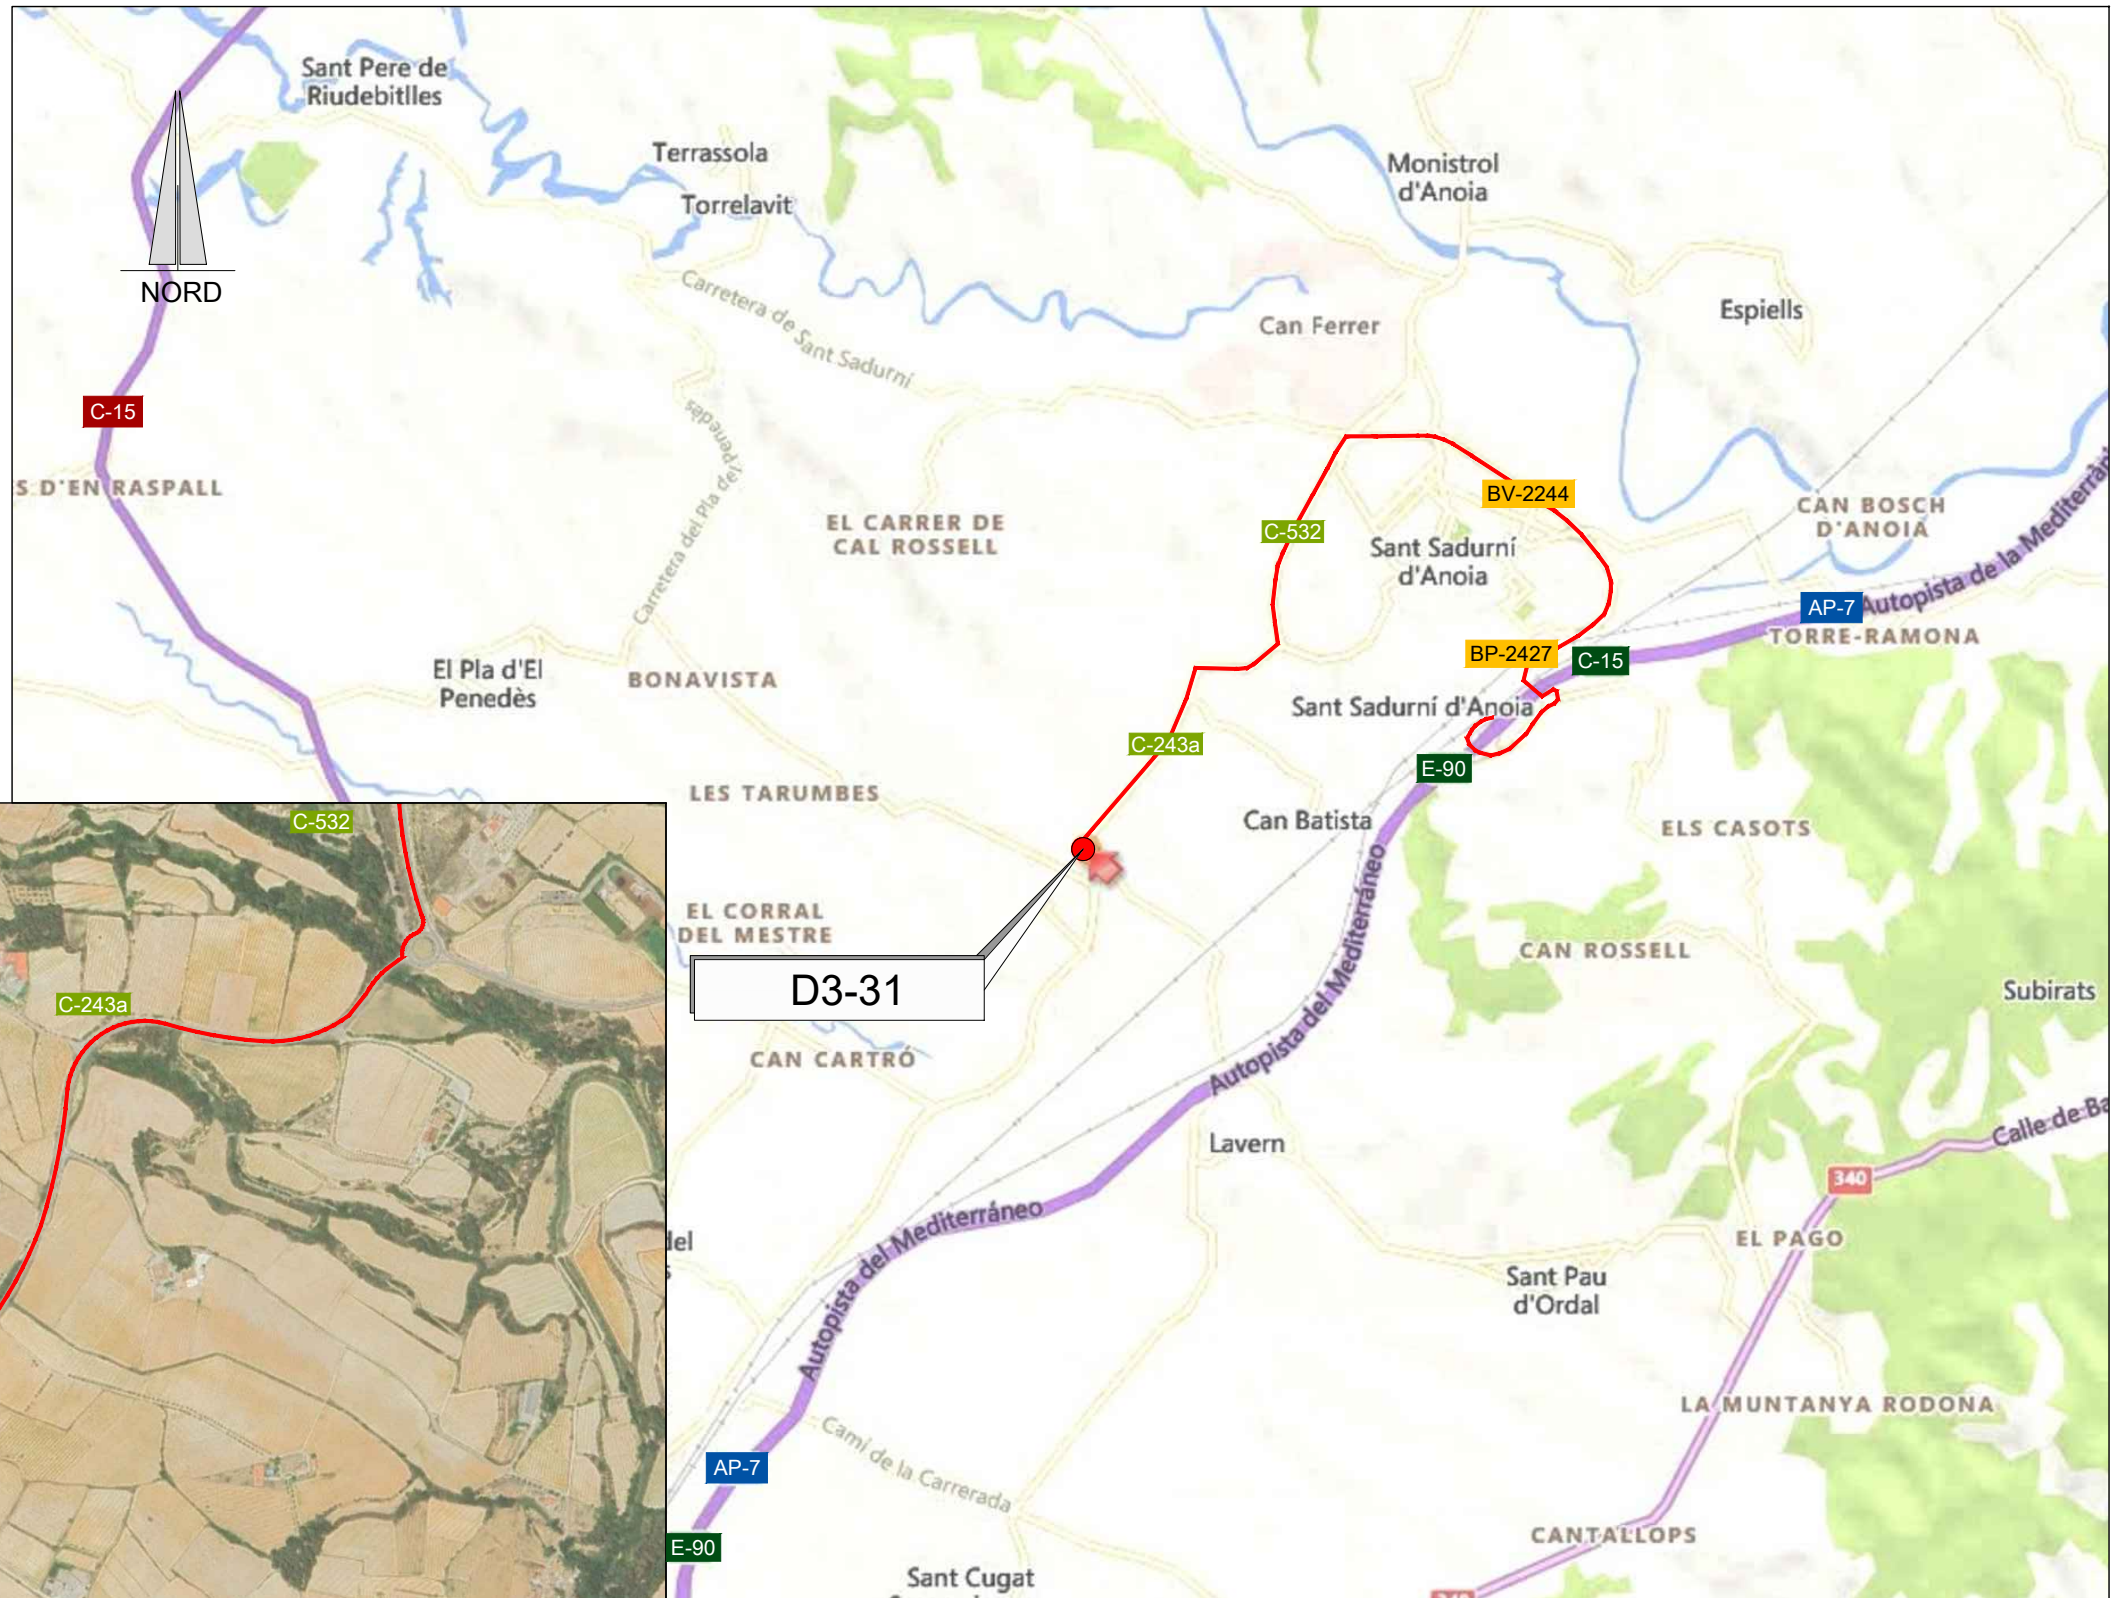 Sant Pere de
Riudebitlles
Terrassola
Torrelavit
Monistrol
d'Anoia
NORD
Carretera de Sant Sadurní
Can Ferrer
Espiells
C-15
S D'EN RASPALL
Carretera del Pla del Penedès
EL CARRER DE
CAL ROSSELL
C-532
BV-2244
Sant Sadurní
d'Anoia
CAN BOSCH
D'ANOIA
AP-7
Autopista de la Mediterràn
TORRE-RAMONA
El Pla d'El
Penedès
BONAVISTA
BP-2427
C-15
Sant Sadurní d'Anoia
C-243a
E-90
LES TARUMBES
Can Batista
ELS CASOTS
C-532
EL CORRAL
DEL MESTRE
D3-31
Autopista del Mediterráneo
CAN ROSSELL
Subirats
C-243a
CAN CARTRÓ
Autopista del Mediterráneo
Lavern
Calle de Ba
340
del
Autopista del Mediterráneo
EL PAGO
Sant Pau
d'Ordal
LA MUNTANYA RODONA
Camí de la Carrerada
AP-7
E-90
CANTALLOPS
Sant Cugat